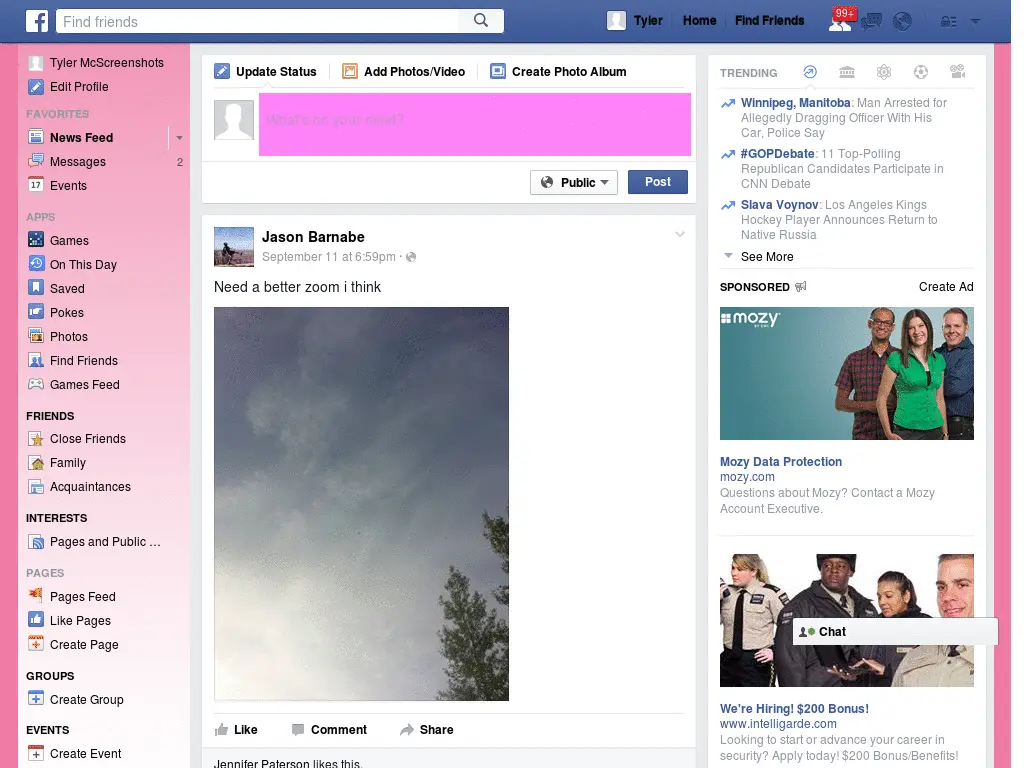 Find friends
Tyler
Home
Find Friends
99+
Tyler McScreenshots
Edit Profile
FAVORITES
News Feed
Messages 2
Events
APPS
Games
On This Day
Saved
Pokes
Photos
Find Friends
Games Feed
FRIENDS
Close Friends
Family
Acquaintances
INTERESTS
Pages and Public ...
PAGES
Pages Feed
Like Pages
Create Page
GROUPS
Create Group
EVENTS
Create Event
Update Status
Add Photos/Video
Create Photo Album
What's on your mind?
Public
Post
Jason Barnabe
September 11 at 6:59pm ·
Need a better zoom i think
Like
Comment
Share
Jennifer Paterson likes this.
TRENDING
Winnipeg, Manitoba: Man Arrested for
Allegedly Dragging Officer With His
Car, Police Say
#GOPDebate: 11 Top-Polling
Republican Candidates Participate in
CNN Debate
Slava Voynov: Los Angeles Kings
Hockey Player Announces Return to
Native Russia
See More
SPONSORED
Create Ad
mozy
Mozy Data Protection
mozy.com
Questions about Mozy? Contact a Mozy
Account Executive.
Chat
We're Hiring! $200 Bonus!
www.intelligarde.com
Looking to start or advance your career in
security? Apply today! $200 Bonus/Benefits!